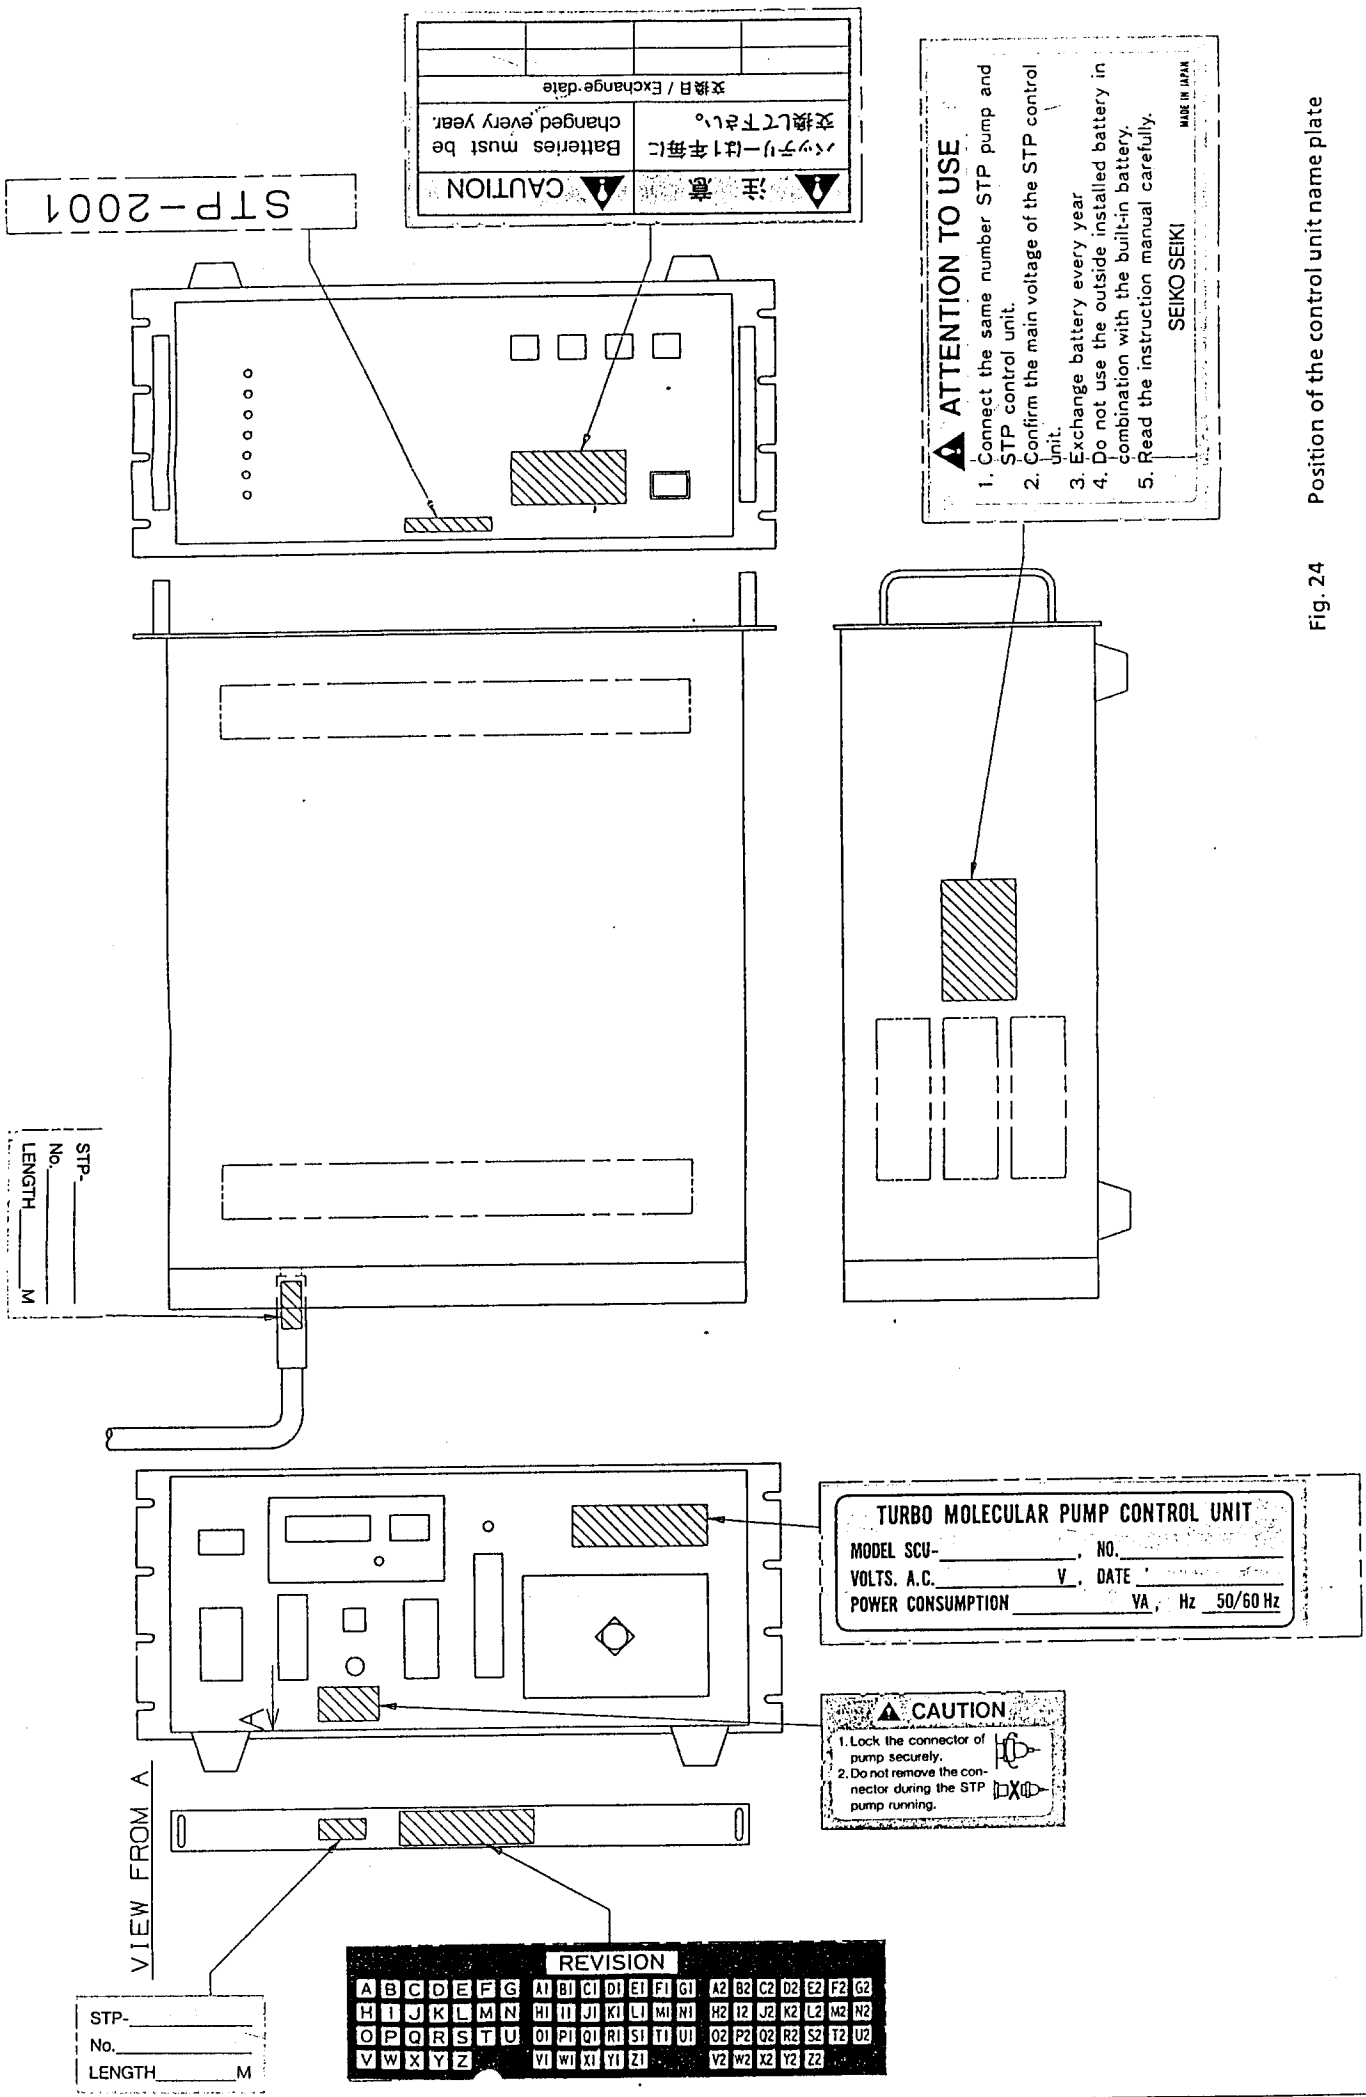 STP-2001
注 意
CAUTION
バッテリーは1年毎に
交換して下さい。
Batteries must be
changed every year.
交換日 / Exchange date
ATTENTION TO USE
1. Connect the same number STP pump and
STP control unit.
2. Confirm the main voltage of the STP control
unit.
3. Exchange battery every year
4. Do not use the outside installed battery in
combination with the built-in battery.
5. Read the instruction manual carefully.
SEIKO SEIKI
MADE IN JAPAN
STP-
No.
LENGTH M
TURBO MOLECULAR PUMP CONTROL UNIT
MODEL SCU- , NO.
VOLTS. A.C. V , DATE
POWER CONSUMPTION VA , Hz 50/60 Hz
CAUTION
1. Lock the connector of
pump securely.
2. Do not remove the con-
nector during the STP
pump running.
A
VIEW FROM A
STP-
No.
LENGTH M
REVISION
A B C D E F G A1 B1 C1 D1 E1 F1 G1 A2 B2 C2 D2 E2 F2 G2
H I J K L M N H1 I1 J1 K1 L1 M1 N1 H2 I2 J2 K2 L2 M2 N2
O P Q R S T U O1 P1 Q1 R1 S1 T1 U1 O2 P2 Q2 R2 S2 T2 U2
V W X Y Z V1 W1 X1 Y1 Z1 V2 W2 X2 Y2 Z2
Fig. 24 Position of the control unit name plate